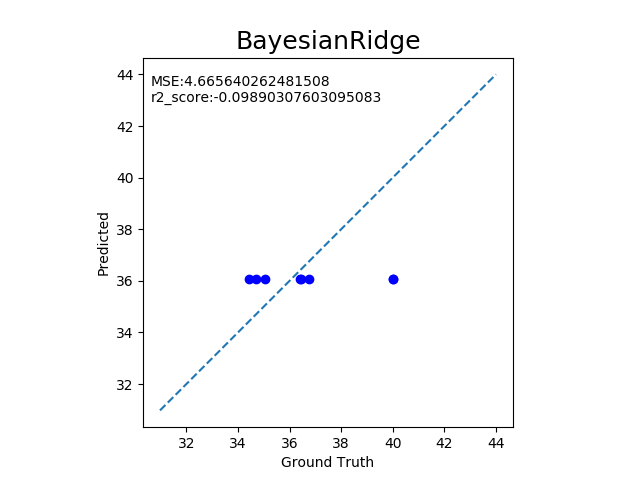 BayesianRidge
MSE:4.665640262481508
r2_score:-0.09890307603095083
44
42
40
38
36
34
32
Predicted
32 34 36 38 40 42 44
Ground Truth